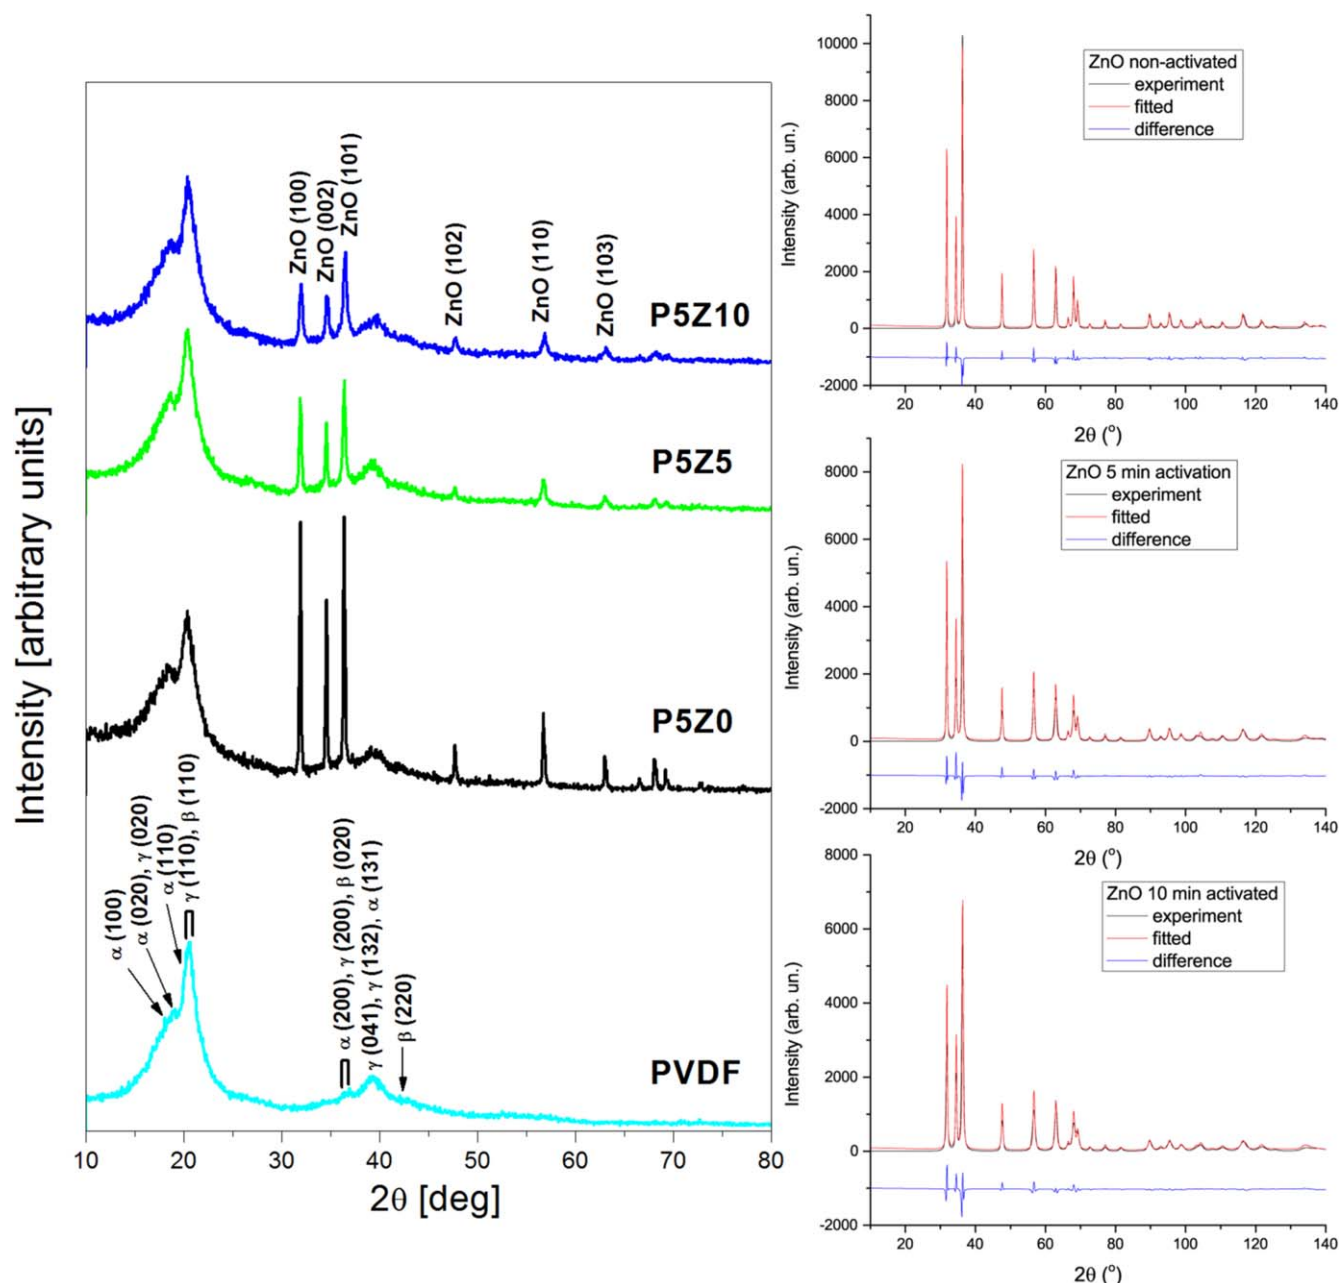 Intensity [arbitrary units]
ZnO (100)
ZnO (002)
ZnO (101)
ZnO (102)
ZnO (110)
ZnO (103)
P5Z10
P5Z5
P5Z0
PVDF
α (100)
α (020), γ (020)
α (110)
γ (110), β (110)
α (200), γ (200), β (020)
γ (041), γ (132), α (131)
β (220)
10 20 30 40 50 60 70 80
2θ [deg]
Intensity (arb. un.)
10000
8000
6000
4000
2000
0
-2000
ZnO non-activated
experiment
fitted
difference
20 40 60 80 100 120 140
2θ (°)
Intensity (arb. un.)
8000
6000
4000
2000
0
-2000
ZnO 5 min activation
experiment
fitted
difference
20 40 60 80 100 120 140
2θ (°)
Intensity (arb. un.)
8000
6000
4000
2000
0
-2000
ZnO 10 min activated
experiment
fitted
difference
20 40 60 80 100 120 140
2θ (°)